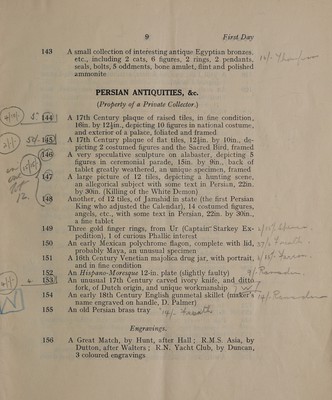 9
First Day
143 A small collection of interesting antique Egyptian bronzes,
etc., including 2 cats, 6 figures, 2 rings, 2 pendants,
seals, bolts, 5 oddments, bone amulet, flint and polished
ammonite
PERSIAN ANTIQUITIES, &c.
(Property of a Private Collector.)
144 A 17th Century plaque of raised tiles, in fine condition,
16in. by 12½in., depicting 10 figures in national costume,
and exterior of a palace, foliated and framed
145 A 17th Century plaque of flat tiles, 12½in. by 10in., de-
picting 2 costumed figures and the Sacred Bird, framed
146 A very speculative sculpture on alabaster, depicting 5
figures in ceremonial parade, 15in. by 8in., back of
tablet greatly weathered, an unique specimen, framed
147 A large picture of 12 tiles, depicting a hunting scene,
an allegorical subject with some text in Persian, 22in.
by 30in. (Killing of the White Demon)
148 Another, of 12 tiles, of Jamshid in state (the first Persian
King who adjusted the Calendar), 14 costumed figures,
angels, etc., with some text in Persian, 22in. by 30in.,
a fine tablet
149 Three gold finger rings, from Ur (Captain Starkey Ex-
pedition), 1 of curious Phallic interest
150 An early Mexican polychrome flagon, complete with lid,
probably Maya, an unusual specimen
151 A 16th Century Venetian majolica drug jar, with portrait,
and in fine condition
152 An Hispano-Moresque 12-in. plate (slightly faulty)
153 An unusual 17th Century carved ivory knife, and ditto
fork, of Dutch origin, and unique workmanship
154 An early 18th Century English gunmetal skillet (maker's
name engraved on handle, D. Palmer)
155 An old Persian brass tray
Engravings.
156 A Great Match, by Hunt, after Hall; R.M.S. Asia, by
Dutton, after Walters; R.N. Yacht Club, by Duncan,
3 coloured engravings